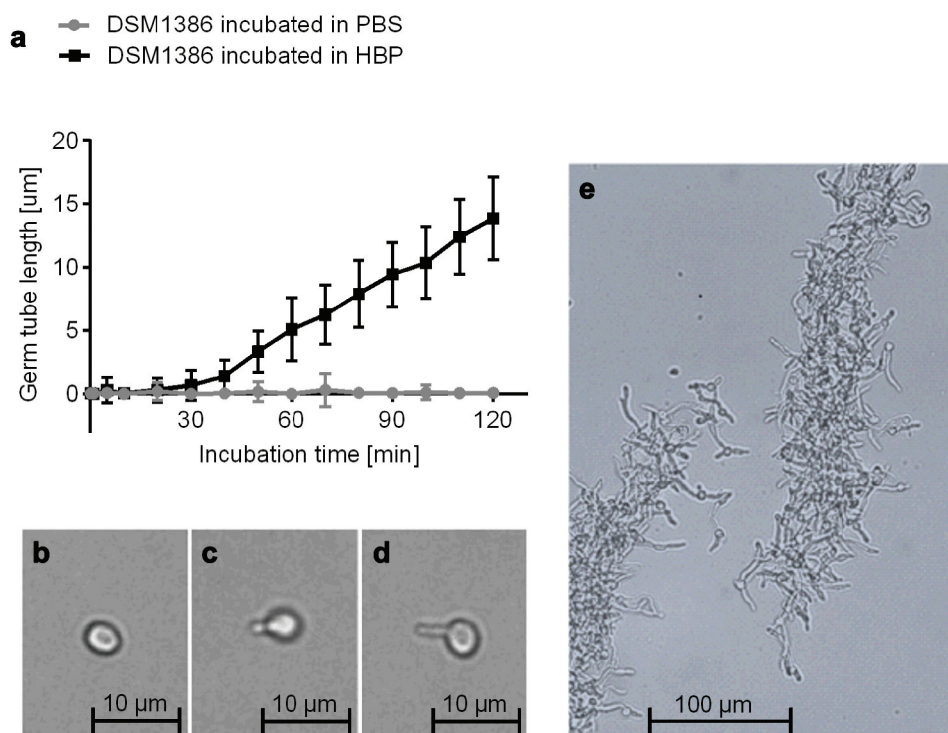 a
DSM1386 incubated in PBS
DSM1386 incubated in HBP
Germ tube length [um]
20
15
10
5
0
30 60 90 120
Incubation time [min]
b
10 µm
c
10 µm
d
10 µm
e
100 µm